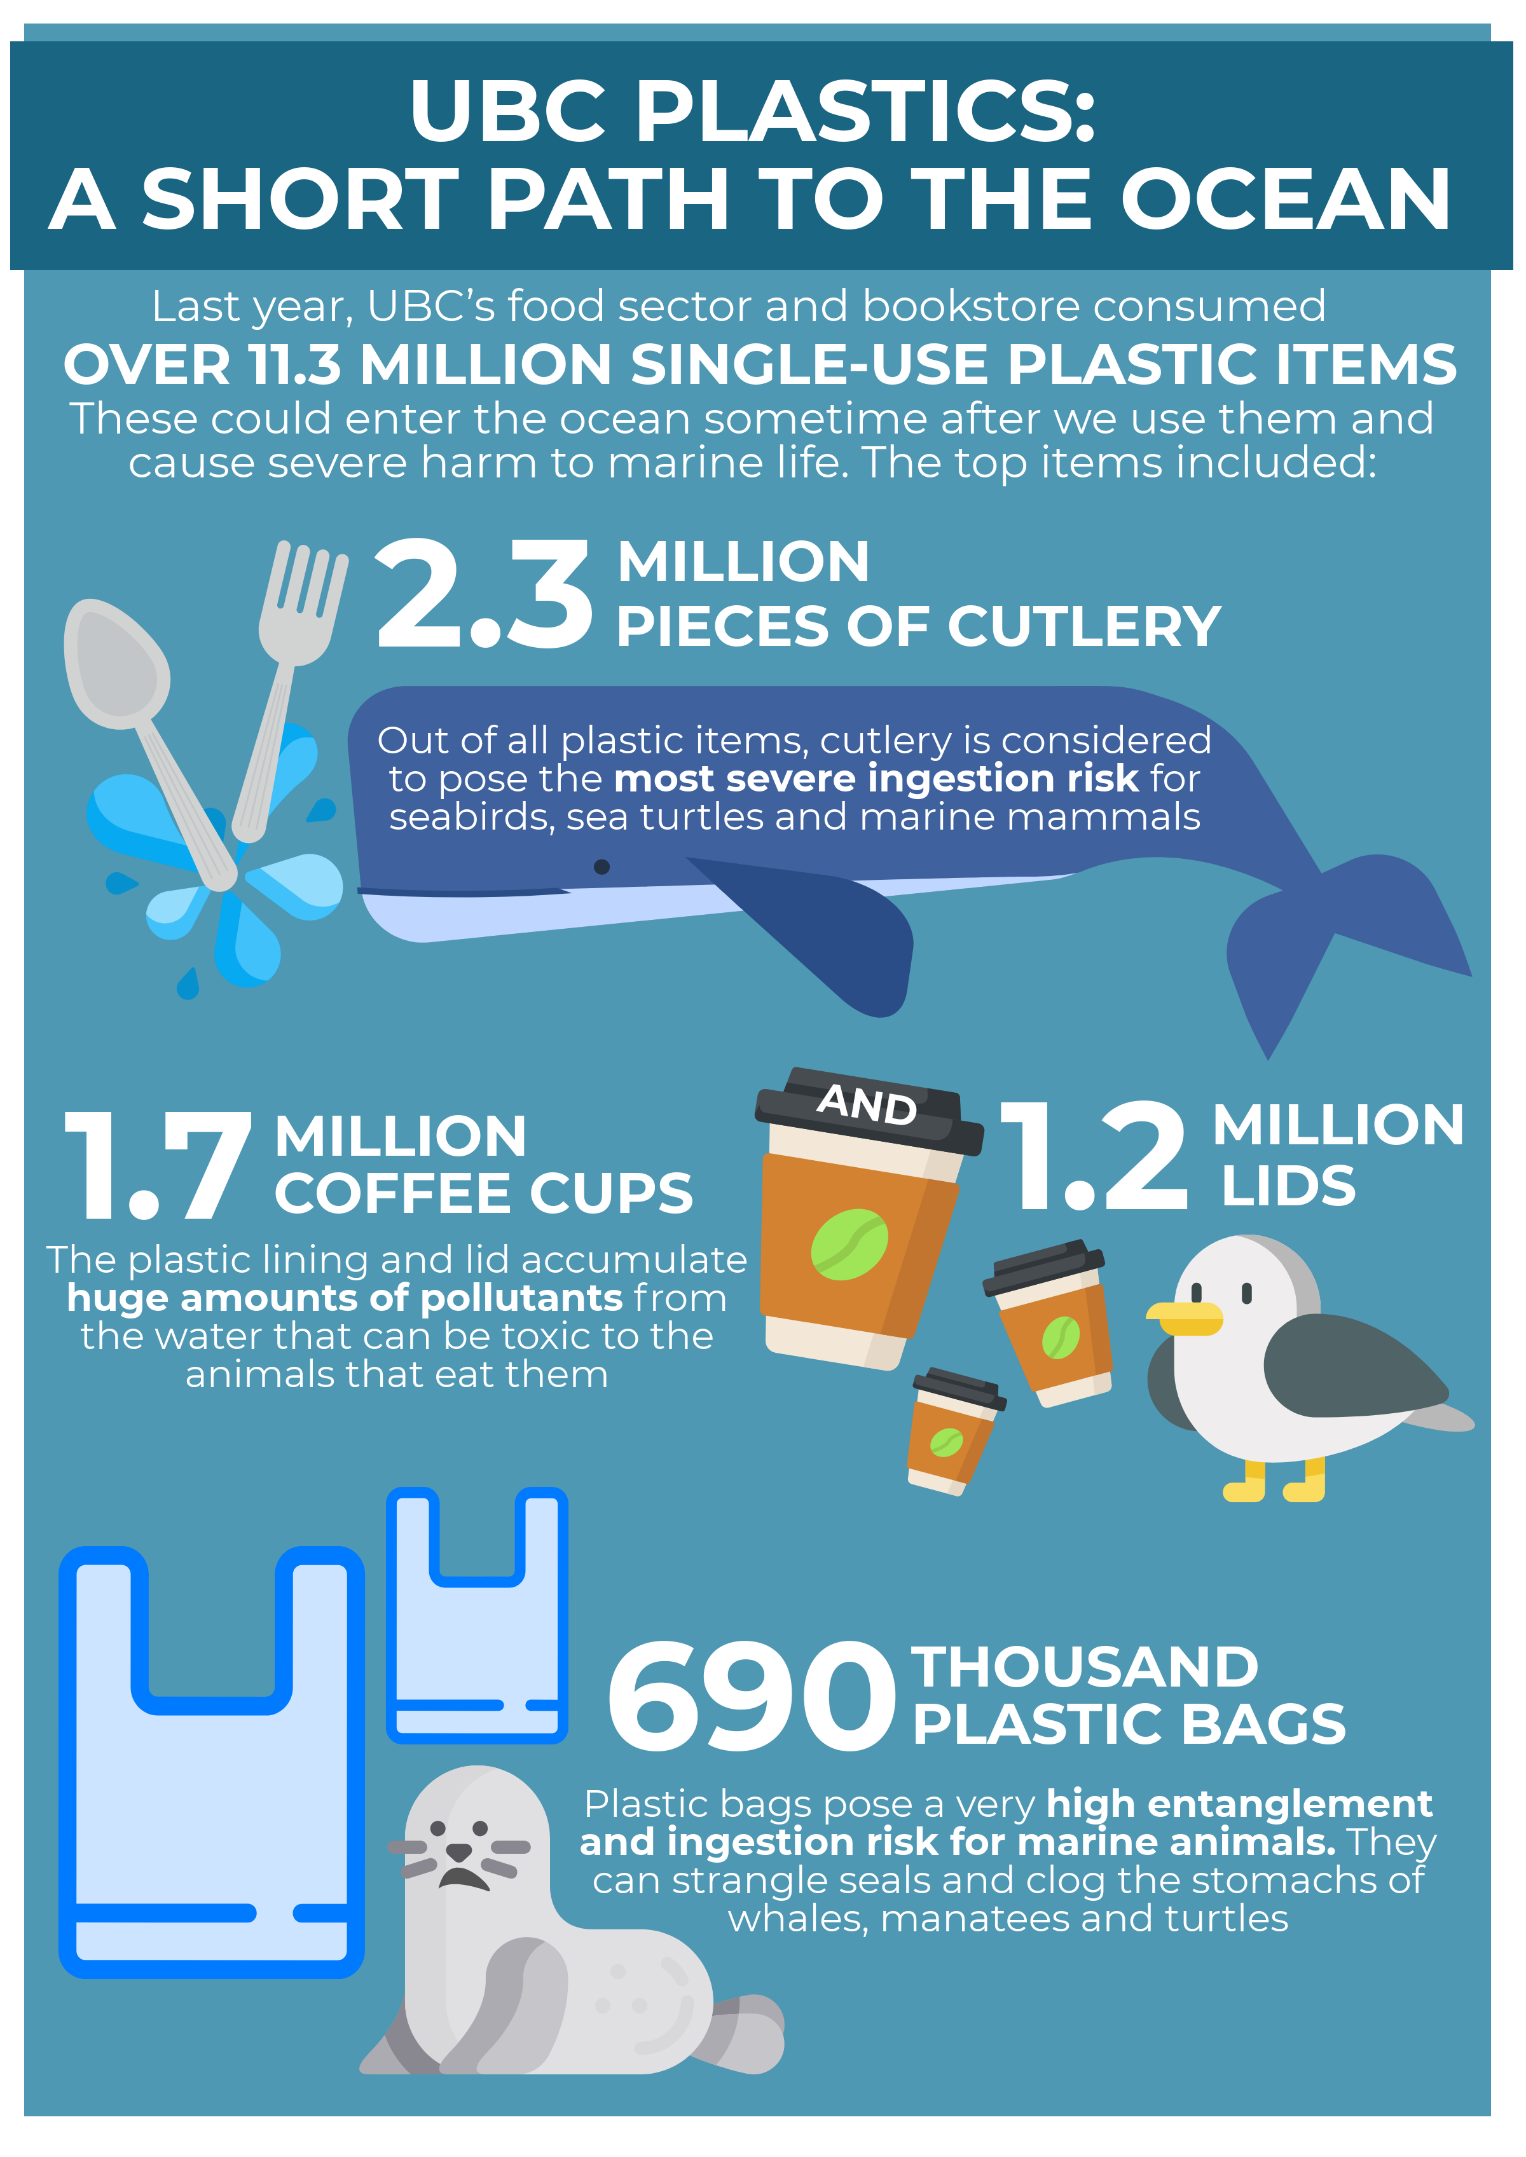 UBC PLASTICS:
A SHORT PATH TO THE OCEAN
Last year, UBC's food sector and bookstore consumed
OVER 11.3 MILLION SINGLE-USE PLASTIC ITEMS
These could enter the ocean sometime after we use them and
cause severe harm to marine life. The top items included:
2.3 MILLION
PIECES OF CUTLERY
Out of all plastic items, cutlery is considered
to pose the most severe ingestion risk for
seabirds, sea turtles and marine mammals
1.7 MILLION
COFFEE CUPS
AND
1.2 MILLION
LIDS
The plastic lining and lid accumulate
huge amounts of pollutants from
the water that can be toxic to the
animals that eat them
690 THOUSAND
PLASTIC BAGS
Plastic bags pose a very high entanglement
and ingestion risk for marine animals. They
can strangle seals and clog the stomachs of
whales, manatees and turtles